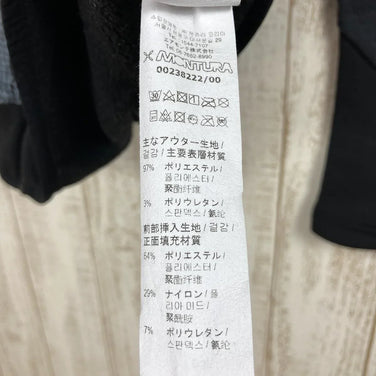 MONTURA
00238222/00
主なアウター生地/
겉감/主要表層材質
97% ポリエステル/
폴리에스터/
聚酯纤维
3% ポリウレタン/
스판덱스/氨纶
前部挿入生地/겉감/
正面填充材质
64% ポリエステル/
폴리에스터/
聚酯纤维
29% ナイロン/폴
리아미드/
聚酰胺
7% ポリウレタン/
스판덱스/氨纶